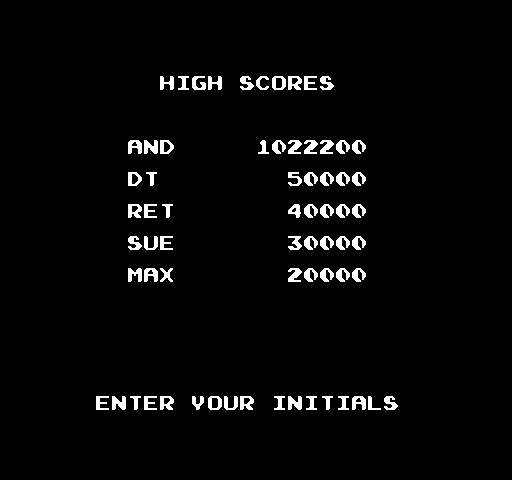 HIGH SCORES
AND 1022200
DT 50000
RET 40000
SUE 30000
MAX 20000
ENTER YOUR INITIALS